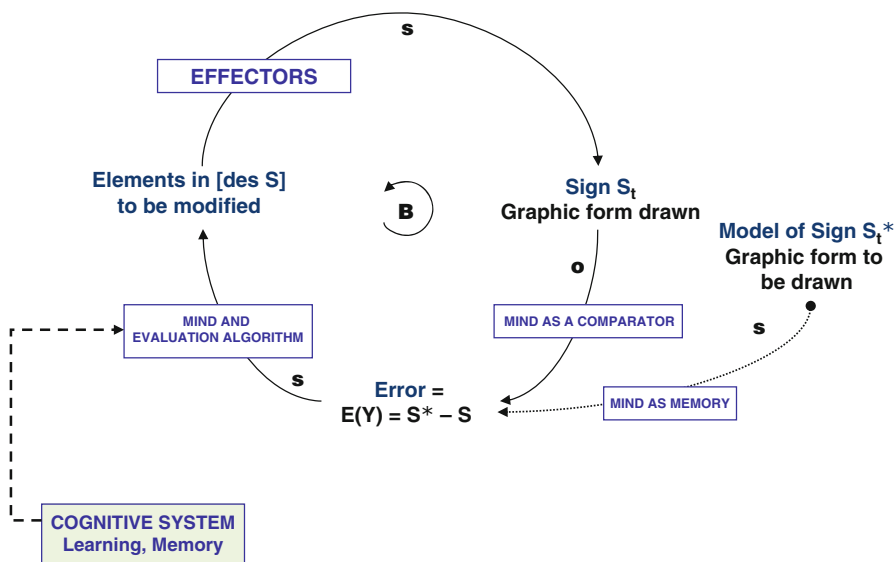 s
EFFECTORS
Elements in [des S]
to be modified
B
Sign St
Graphic form drawn
Model of Sign St*
Graphic form to
be drawn
o
s
MIND AND
EVALUATION ALGORITHM
MIND AS A COMPARATOR
s
Error =
E(Y) = S* – S
MIND AS MEMORY
COGNITIVE SYSTEM
Learning, Memory